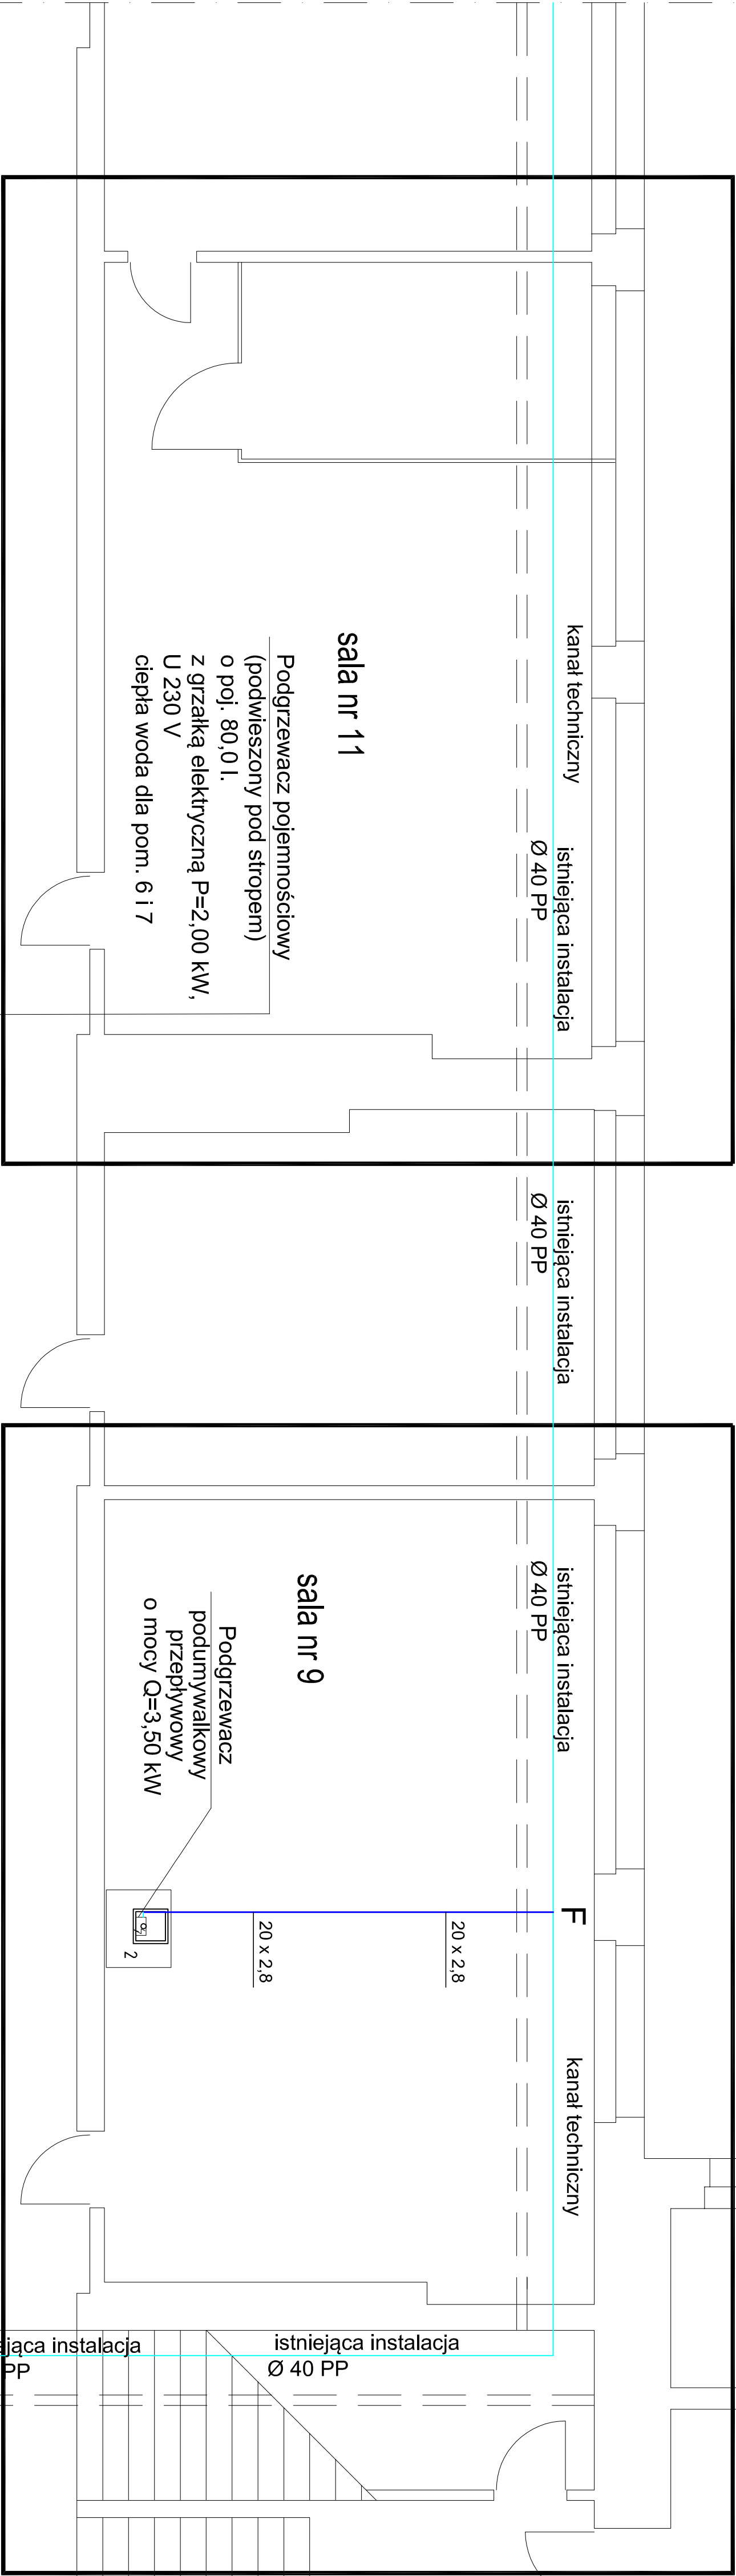 kanał techniczny
istniejąca instalacja
Ø 40 PP
sala nr 11
Podgrzewacz pojemnościowy
(podwieszony pod stropem)
o poj. 80,0 l.
z grzałką elektryczną P=2,00 kW,
U 230 V
ciepła woda dla pom. 6 i 7
istniejąca instalacja
Ø 40 PP
istniejąca instalacja
Ø 40 PP
sala nr 9
Podgrzewacz
podumywalkowy
przepływowy
o mocy Q=3,50 kW
F
20 x 2,8
20 x 2,8
2
kanał techniczny
istniejąca instalacja
Ø 40 PP
jąca instalacja
PP